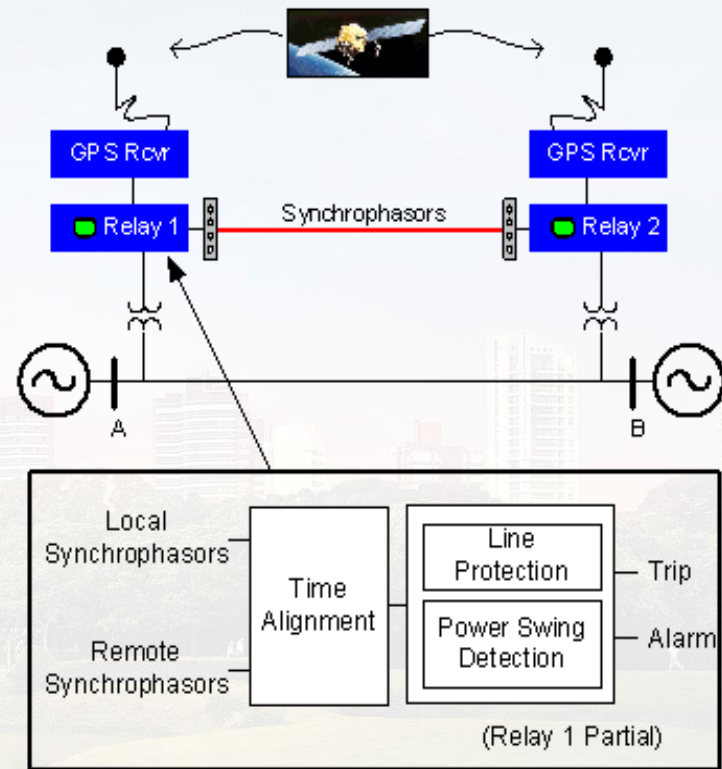 GPS Rcvr
GPS Rcvr
Relay 1
Synchrophasors
Relay 2
A
B
Local
Synchrophasors
Time
Alignment
Remote
Synchrophasors
Line
Protection
Power Swing
Detection
Trip
Alarm
(Relay 1 Partial)